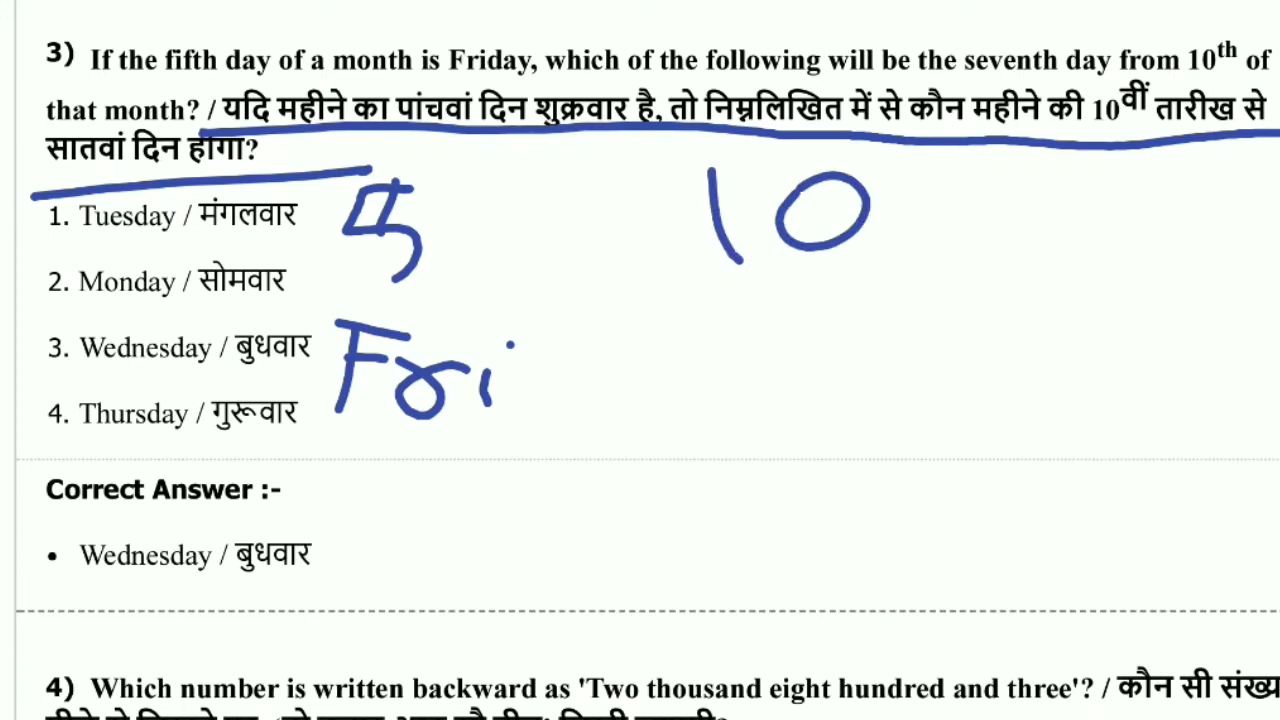 3) If the fifth day of a month is Friday, which of the following will be the seventh day from 10th of
that month? / यदि महीने का पांचवां दिन शुक्रवार है, तो निम्नलिखित में से कौन महीने की 10वीं तारीख से
सातवां दिन होगा?
1. Tuesday / मंगलवार
5
10
2. Monday / सोमवार
3. Wednesday / बुधवार
Fri
4. Thursday / गुरूवार
Correct Answer :-
• Wednesday / बुधवार
4) Which number is written backward as 'Two thousand eight hundred and three'? / कौन सी